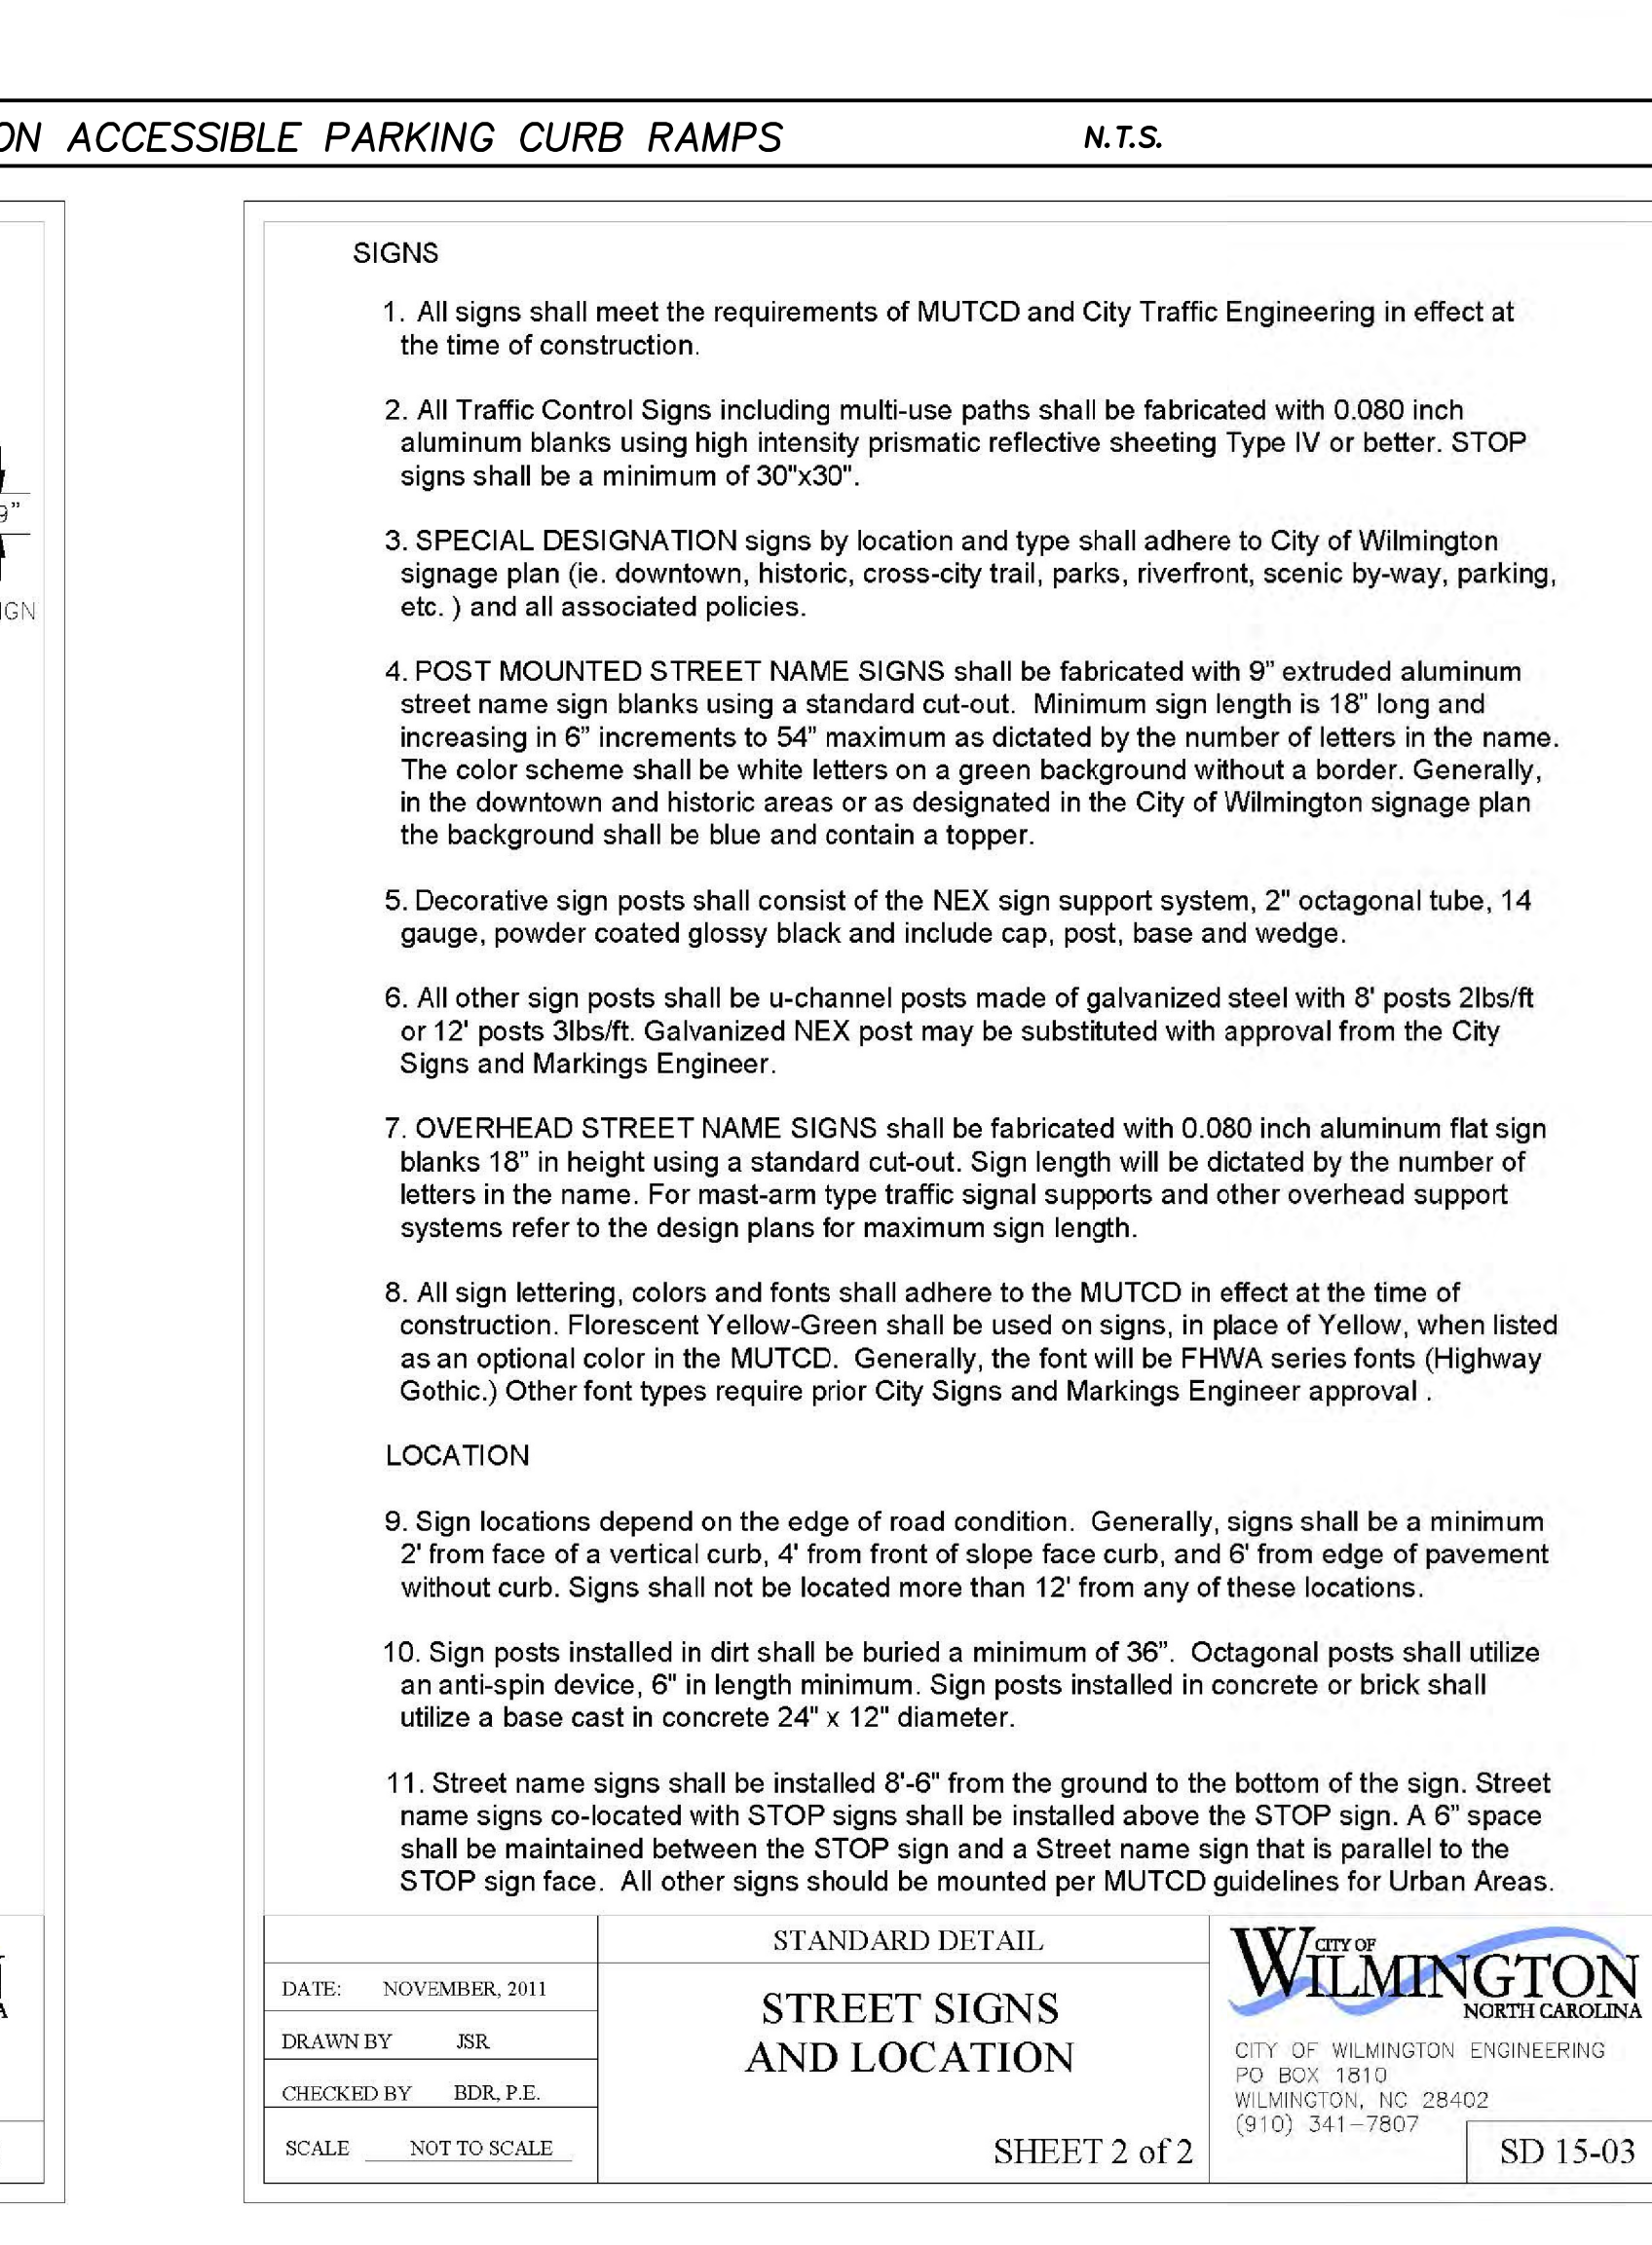 ON ACCESSIBLE PARKING CURB RAMPS N.T.S.
9"
IGN
SIGNS
1. All signs shall meet the requirements of MUTCD and City Traffic Engineering in effect at
the time of construction.
2. All Traffic Control Signs including multi-use paths shall be fabricated with 0.080 inch
aluminum blanks using high intensity prismatic reflective sheeting Type IV or better. STOP
signs shall be a minimum of 30"x30".
3. SPECIAL DESIGNATION signs by location and type shall adhere to City of Wilmington
signage plan (ie. downtown, historic, cross-city trail, parks, riverfront, scenic by-way, parking,
etc. ) and all associated policies.
4. POST MOUNTED STREET NAME SIGNS shall be fabricated with 9" extruded aluminum
street name sign blanks using a standard cut-out. Minimum sign length is 18" long and
increasing in 6" increments to 54" maximum as dictated by the number of letters in the name.
The color scheme shall be white letters on a green background without a border. Generally,
in the downtown and historic areas or as designated in the City of Wilmington signage plan
the background shall be blue and contain a topper.
5. Decorative sign posts shall consist of the NEX sign support system, 2" octagonal tube, 14
gauge, powder coated glossy black and include cap, post, base and wedge.
6. All other sign posts shall be u-channel posts made of galvanized steel with 8' posts 2lbs/ft
or 12' posts 3lbs/ft. Galvanized NEX post may be substituted with approval from the City
Signs and Markings Engineer.
7. OVERHEAD STREET NAME SIGNS shall be fabricated with 0.080 inch aluminum flat sign
blanks 18" in height using a standard cut-out. Sign length will be dictated by the number of
letters in the name. For mast-arm type traffic signal supports and other overhead support
systems refer to the design plans for maximum sign length.
8. All sign lettering, colors and fonts shall adhere to the MUTCD in effect at the time of
construction. Florescent Yellow-Green shall be used on signs, in place of Yellow, when listed
as an optional color in the MUTCD. Generally, the font will be FHWA series fonts (Highway
Gothic.) Other font types require prior City Signs and Markings Engineer approval .
LOCATION
9. Sign locations depend on the edge of road condition. Generally, signs shall be a minimum
2' from face of a vertical curb, 4' from front of slope face curb, and 6' from edge of pavement
without curb. Signs shall not be located more than 12' from any of these locations.
10. Sign posts installed in dirt shall be buried a minimum of 36". Octagonal posts shall utilize
an anti-spin device, 6" in length minimum. Sign posts installed in concrete or brick shall
utilize a base cast in concrete 24" x 12" diameter.
11. Street name signs shall be installed 8'-6" from the ground to the bottom of the sign. Street
name signs co-located with STOP signs shall be installed above the STOP sign. A 6" space
shall be maintained between the STOP sign and a Street name sign that is parallel to the
STOP sign face. All other signs should be mounted per MUTCD guidelines for Urban Areas.
DATE: NOVEMBER, 2011
DRAWN BY JSR
CHECKED BY BDR, P.E.
SCALE NOT TO SCALE
STANDARD DETAIL
STREET SIGNS
AND LOCATION
SHEET 2 of 2
CITY OF
WILMINGTON
NORTH CAROLINA
CITY OF WILMINGTON ENGINEERING
PO BOX 1810
WILMINGTON, NC 28402
(910) 341-7807
SD 15-03